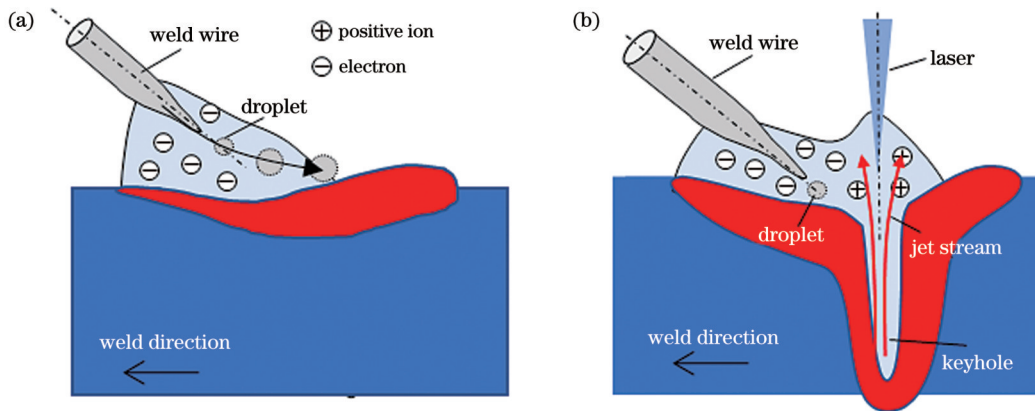 (a)
weld wire
⊕ positive ion
⊖ electron
droplet
weld direction
(b)
weld wire
laser
droplet
jet stream
weld direction
keyhole